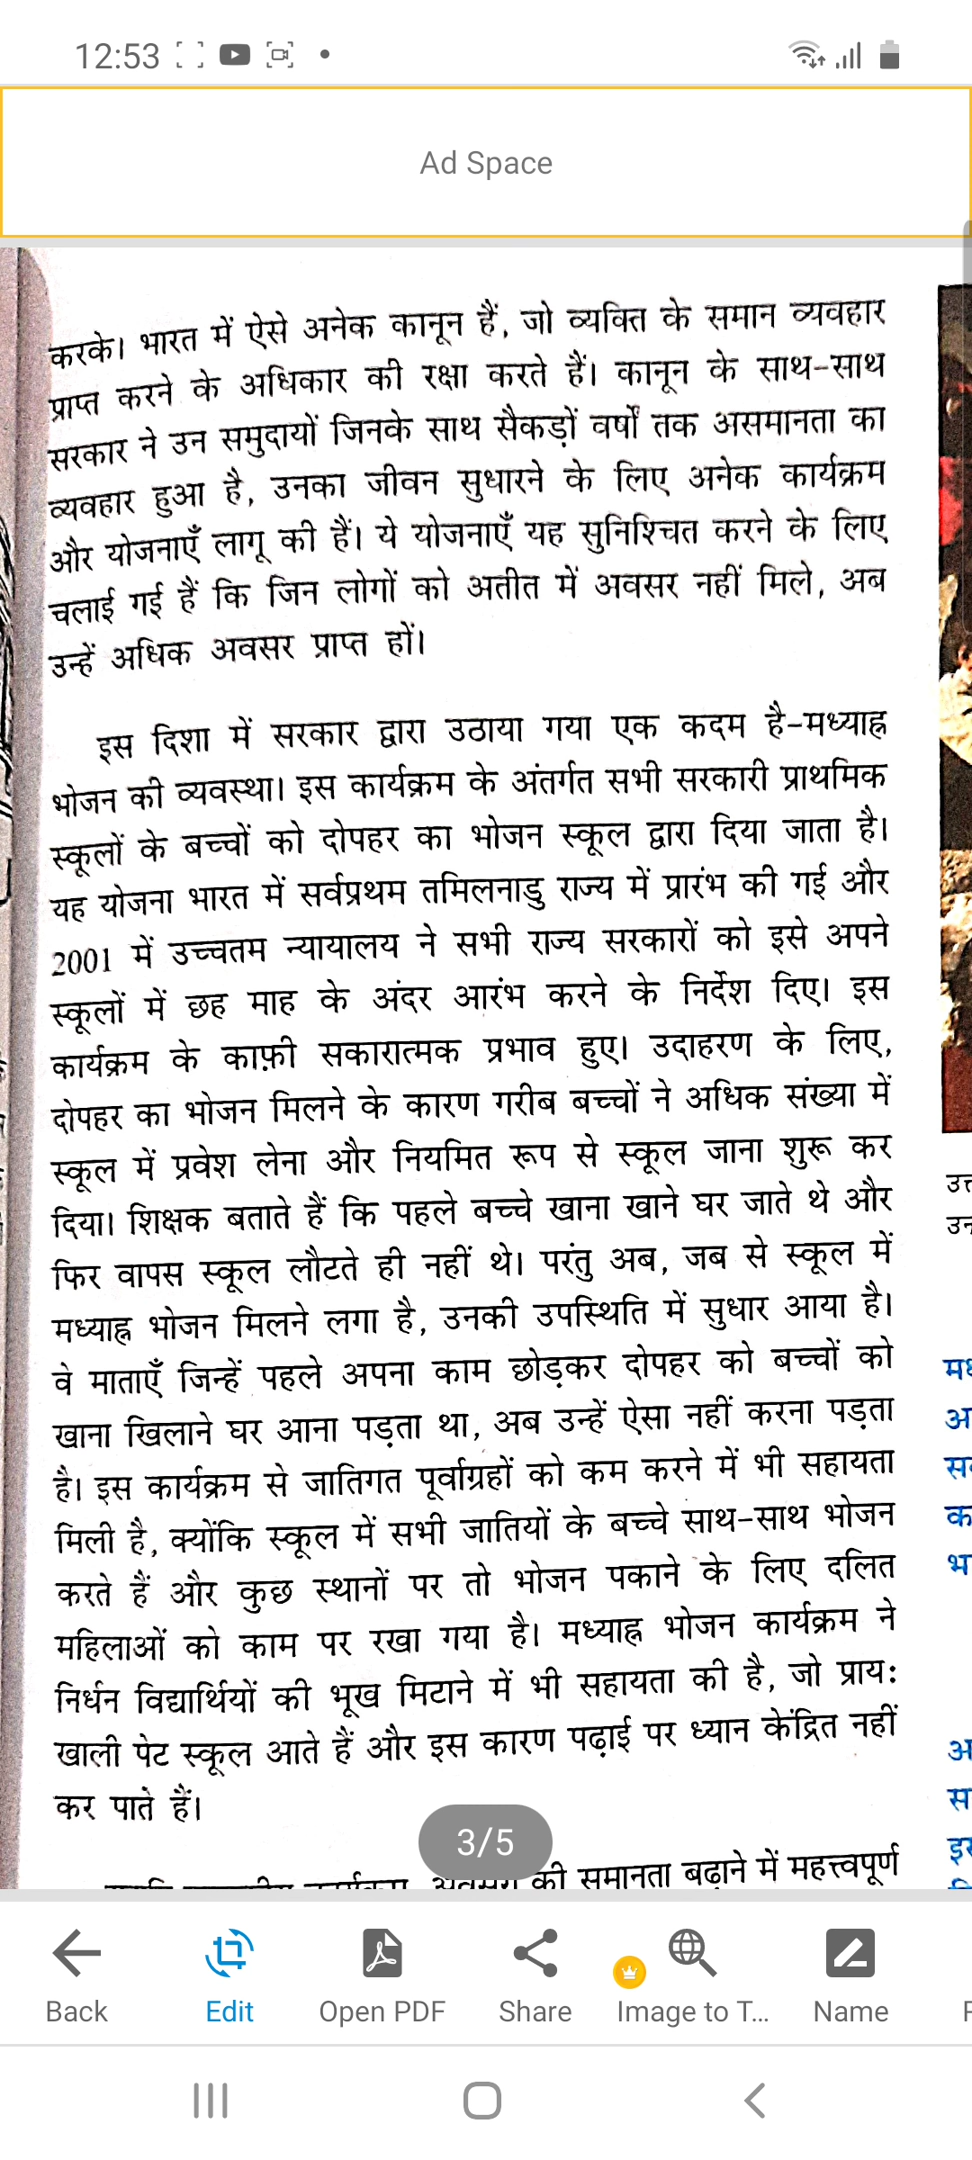 12:53
Ad Space
करके। भारत में ऐसे अनेक कानून हैं, जो व्यक्ति के समान व्यवहार
प्राप्त करने के अधिकार की रक्षा करते हैं। कानून के साथ-साथ
सरकार ने उन समुदायों जिनके साथ सैकड़ों वर्षों तक असमानता का
व्यवहार हुआ है, उनका जीवन सुधारने के लिए अनेक कार्यक्रम
और योजनाएँ लागू की हैं। ये योजनाएँ यह सुनिश्चित करने के लिए
चलाई गई हैं कि जिन लोगों को अतीत में अवसर नहीं मिले, अब
उन्हें अधिक अवसर प्राप्त हों।
इस दिशा में सरकार द्वारा उठाया गया एक कदम है-मध्याह्न
भोजन की व्यवस्था। इस कार्यक्रम के अंतर्गत सभी सरकारी प्राथमिक
स्कूलों के बच्चों को दोपहर का भोजन स्कूल द्वारा दिया जाता है।
यह योजना भारत में सर्वप्रथम तमिलनाडु राज्य में प्रारंभ की गई और
2001 में उच्चतम न्यायालय ने सभी राज्य सरकारों को इसे अपने
स्कूलों में छह माह के अंदर आरंभ करने के निर्देश दिए। इस
कार्यक्रम के काफ़ी सकारात्मक प्रभाव हुए। उदाहरण के लिए,
दोपहर का भोजन मिलने के कारण गरीब बच्चों ने अधिक संख्या में
स्कूल में प्रवेश लेना और नियमित रूप से स्कूल जाना शुरू कर
दिया। शिक्षक बताते हैं कि पहले बच्चे खाना खाने घर जाते थे और
फिर वापस स्कूल लौटते ही नहीं थे। परंतु अब, जब से स्कूल में
मध्याह्न भोजन मिलने लगा है, उनकी उपस्थिति में सुधार आया है।
वे माताएँ जिन्हें पहले अपना काम छोड़कर दोपहर को बच्चों को
खाना खिलाने घर आना पड़ता था, अब उन्हें ऐसा नहीं करना पड़ता
है। इस कार्यक्रम से जातिगत पूर्वाग्रहों को कम करने में भी सहायता
मिली है, क्योंकि स्कूल में सभी जातियों के बच्चे साथ-साथ भोजन
करते हैं और कुछ स्थानों पर तो भोजन पकाने के लिए दलित
महिलाओं को काम पर रखा गया है। मध्याह्न भोजन कार्यक्रम ने
निर्धन विद्यार्थियों की भूख मिटाने में भी सहायता की है, जो प्राय:
खाली पेट स्कूल आते हैं और इस कारण पढ़ाई पर ध्यान केंद्रित नहीं
कर पाते हैं।
3/5
की समानता बढ़ाने में महत्त्वपूर्ण
Back Edit Open PDF Share Image to T... Name